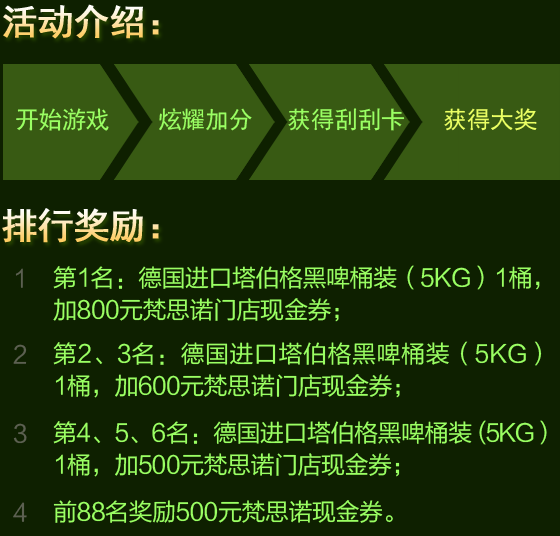 活动介绍：
开始游戏 炫耀加分 获得刮刮卡 获得大奖
排行奖励：
1 第1名：德国进口塔伯格黑啤桶装（5KG）1桶，
加800元梵思诺门店现金券；
2 第2、3名：德国进口塔伯格黑啤桶装（5KG）
1桶，加600元梵思诺门店现金券；
3 第4、5、6名：德国进口塔伯格黑啤桶装(5KG)
1桶，加500元梵思诺门店现金券；
4 前88名奖励500元梵思诺现金券。